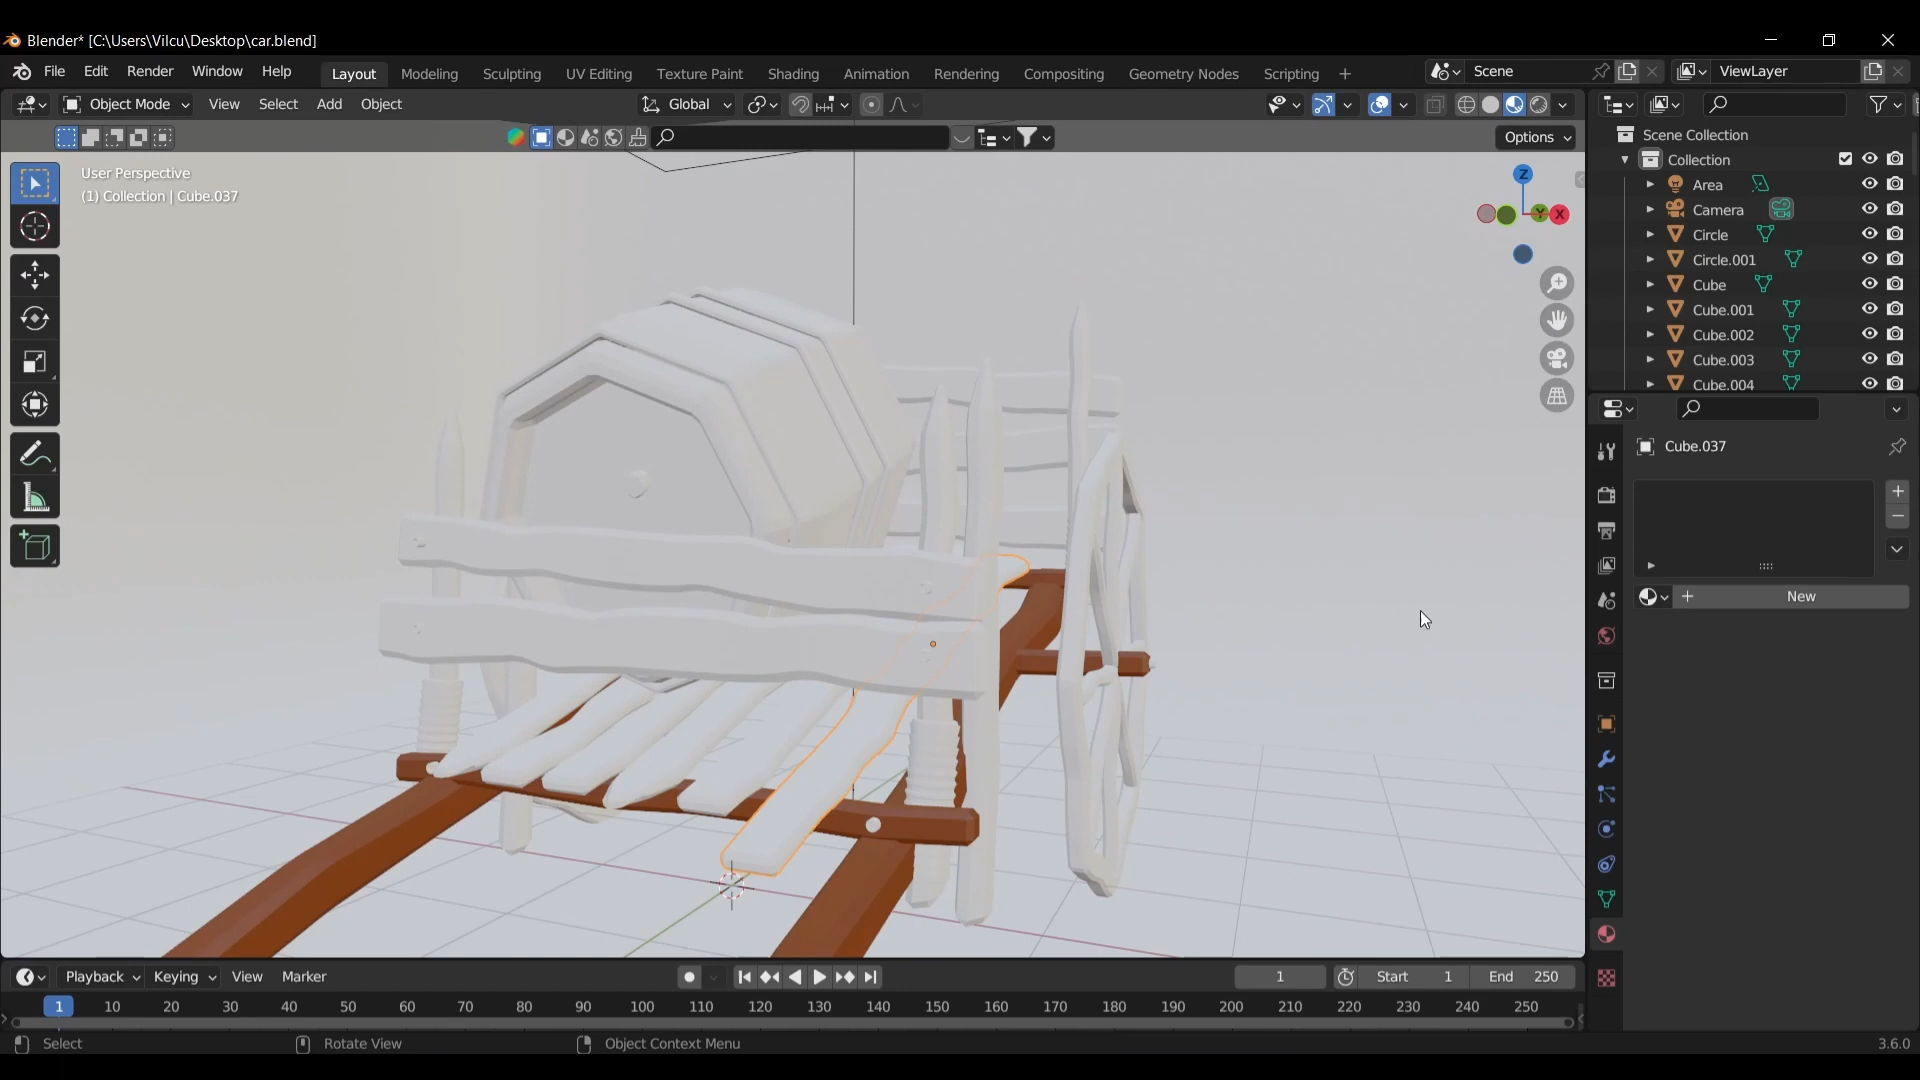 Blender* [C:\Users\Vilcu\Desktop\car.blend]
File Edit Render Window Help Layout Modeling Sculpting UV Editing Texture Paint Shading Animation Rendering Compositing Geometry Nodes Scripting + Scene ViewLayer
Object Mode View Select Add Object Global
Options
User Perspective
(1) Collection | Cube.037
Z
Y X
Scene Collection
Collection
Area
Camera
Circle
Circle.001
Cube
Cube.001
Cube.002
Cube.003
Cube.004
Cube.037
New
Playback Keying View Marker 1 Start 1 End 250
1 10 20 30 40 50 60 70 80 90 100 110 120 130 140 150 160 170 180 190 200 210 220 230 240 250
Select Rotate View Object Context Menu 3.6.0